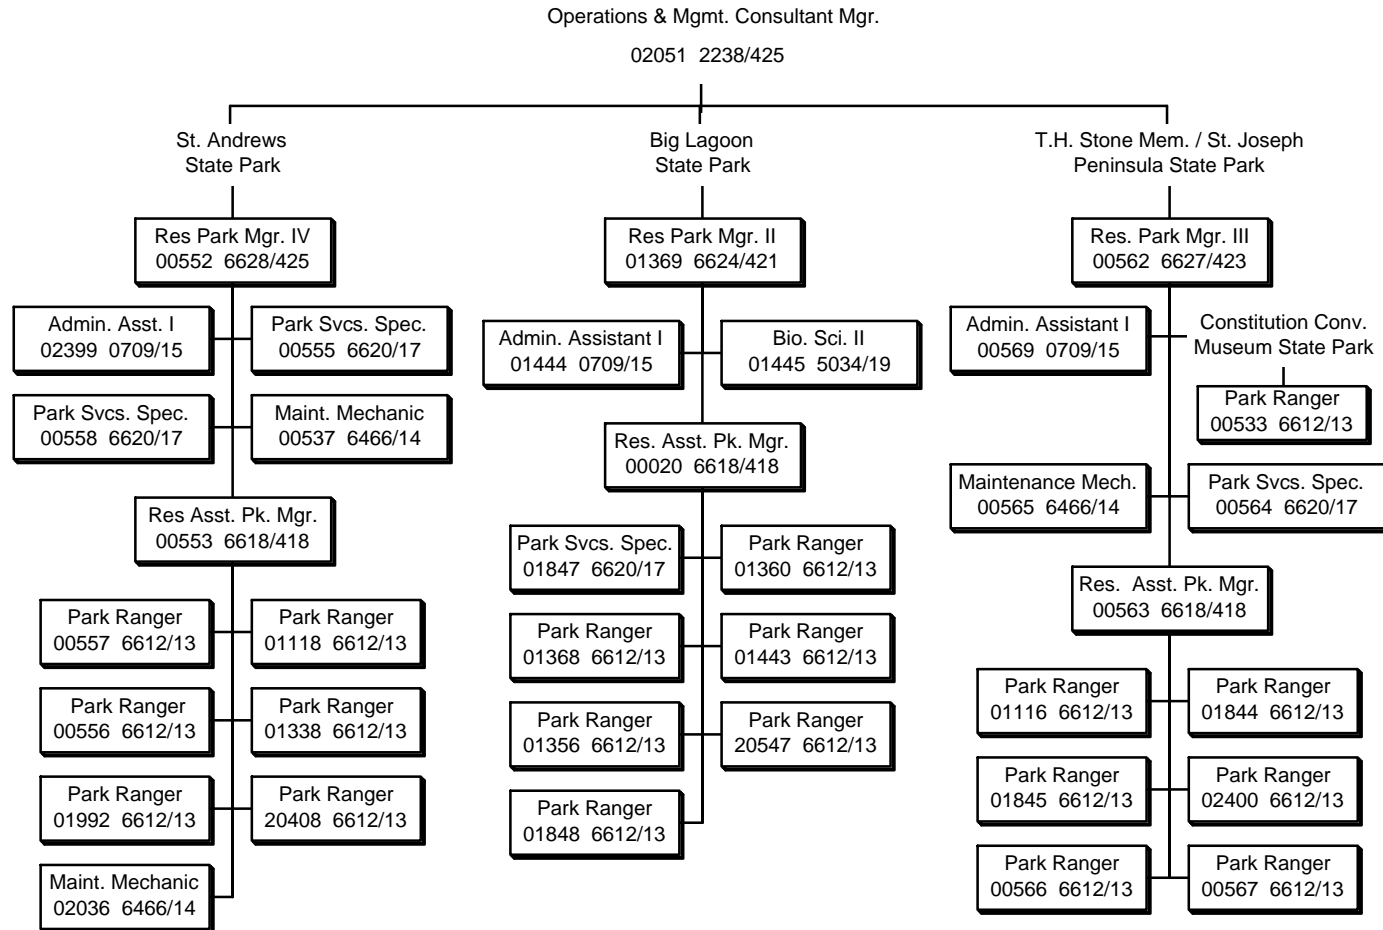 Operations & Mgmt. Consultant Mgr.
02051 2238/425
St. Andrews
State Park
Res Park Mgr. IV
00552 6628/425
Admin. Asst. I
02399 0709/15
Park Svcs. Spec.
00555 6620/17
Park Svcs. Spec.
00558 6620/17
Maint. Mechanic
00537 6466/14
Res Asst. Pk. Mgr.
00553 6618/418
Park Ranger
00557 6612/13
Park Ranger
01118 6612/13
Park Ranger
00556 6612/13
Park Ranger
01338 6612/13
Park Ranger
01992 6612/13
Park Ranger
20408 6612/13
Maint. Mechanic
02036 6466/14
Big Lagoon
State Park
Res Park Mgr. II
01369 6624/421
Admin. Assistant I
01444 0709/15
Bio. Sci. II
01445 5034/19
Res. Asst. Pk. Mgr.
00020 6618/418
Park Svcs. Spec.
01847 6620/17
Park Ranger
01360 6612/13
Park Ranger
01368 6612/13
Park Ranger
01443 6612/13
Park Ranger
01356 6612/13
Park Ranger
20547 6612/13
Park Ranger
01848 6612/13
T.H. Stone Mem. / St. Joseph
Peninsula State Park
Res. Park Mgr. III
00562 6627/423
Admin. Assistant I
00569 0709/15
Constitution Conv.
Museum State Park
Park Ranger
00533 6612/13
Maintenance Mech.
00565 6466/14
Park Svcs. Spec.
00564 6620/17
Res. Asst. Pk. Mgr.
00563 6618/418
Park Ranger
01116 6612/13
Park Ranger
01844 6612/13
Park Ranger
01845 6612/13
Park Ranger
02400 6612/13
Park Ranger
00566 6612/13
Park Ranger
00567 6612/13